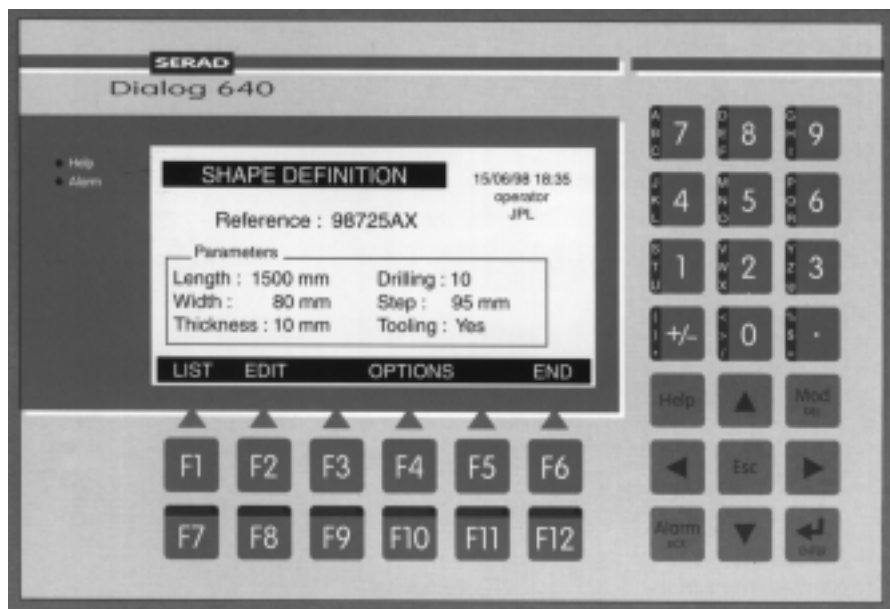 SERAD
Dialog 640
Help
Alarm
SHAPE DEFINITION
15/06/98 18:35
operator
JPL
Reference : 98725AX
Parameters
Length : 1500 mm
Drilling : 10
Width : 80 mm
Step : 95 mm
Thickness : 10 mm
Tooling : Yes
LIST EDIT OPTIONS END
F1 F2 F3 F4 F5 F6
F7 F8 F9 F10 F11 F12
A B C 7 D E F 8 G H I 9
J K L 4 M N O 5 P Q R 6
S T U 1 V W X 2 Y Z 3
+/- 0 .
Help Mod
Esc
Alarm